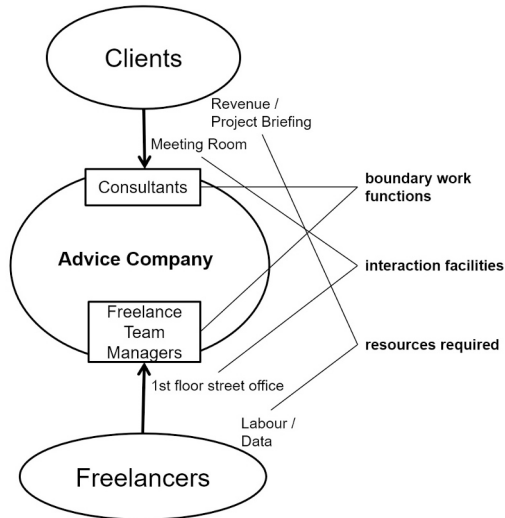 Clients
Revenue /
Project Briefing
Meeting Room
Consultants
boundary work
functions
Advice Company
interaction facilities
Freelance
Team
Managers
resources required
1st floor street office
Labour /
Data
Freelancers